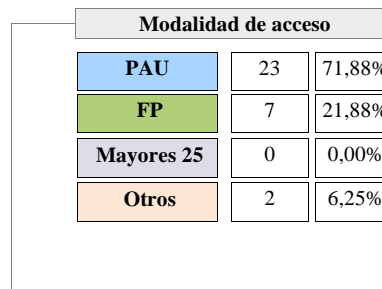 Modalidad de acceso
PAU 23 71,88%
FP 7 21,88%
Mayores 25 0 0,00%
Otros 2 6,25%